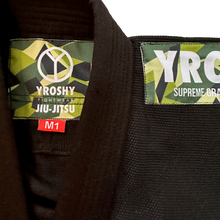 YROSHY
FIGHTWEAR
JIU-JITSU
M1
YRO
SUPREME BRA